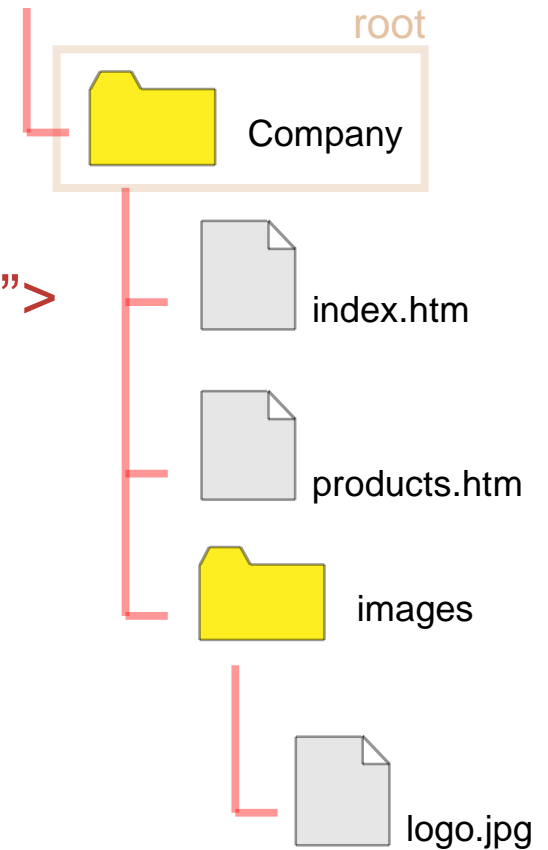 root
Company
”>
index.htm
products.htm
images
logo.jpg